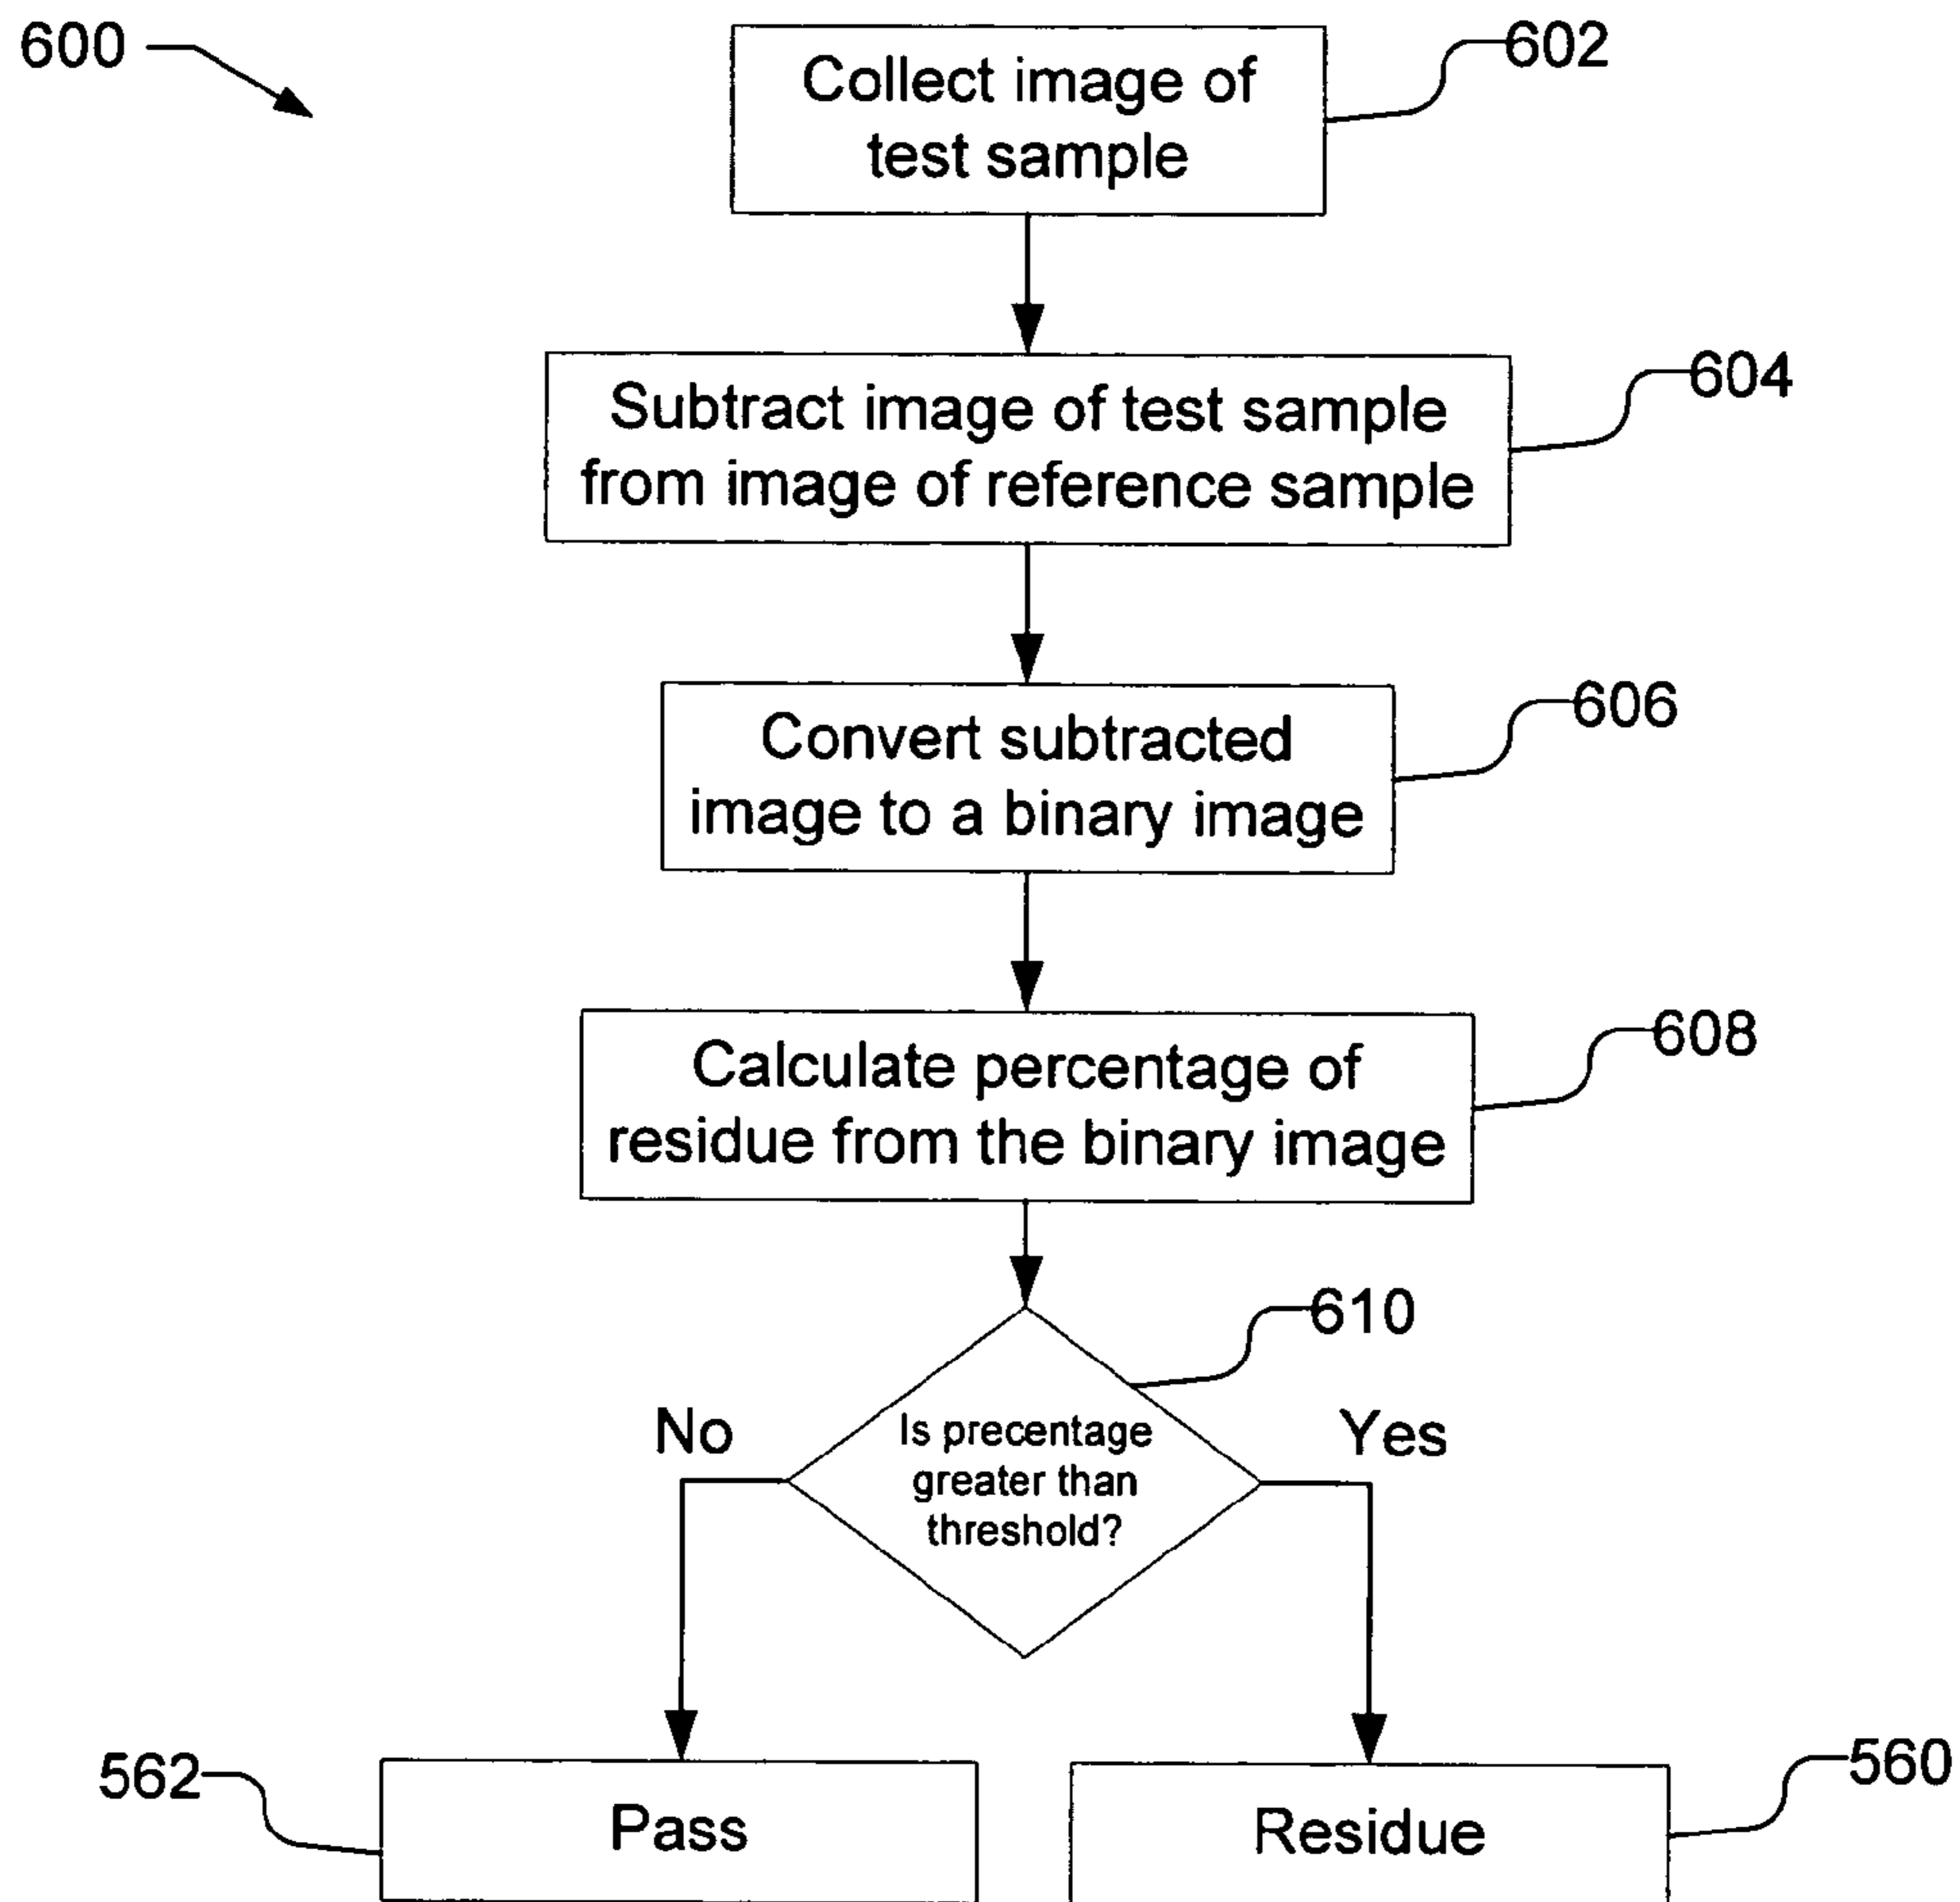 600
602
Collect image of
test sample
604
Subtract image of test sample
from image of reference sample
606
Convert subtracted
image to a binary image
608
Calculate percentage of
residue from the binary image
610
Is precentage
greater than
threshold?
No
Yes
562
Pass
560
Residue